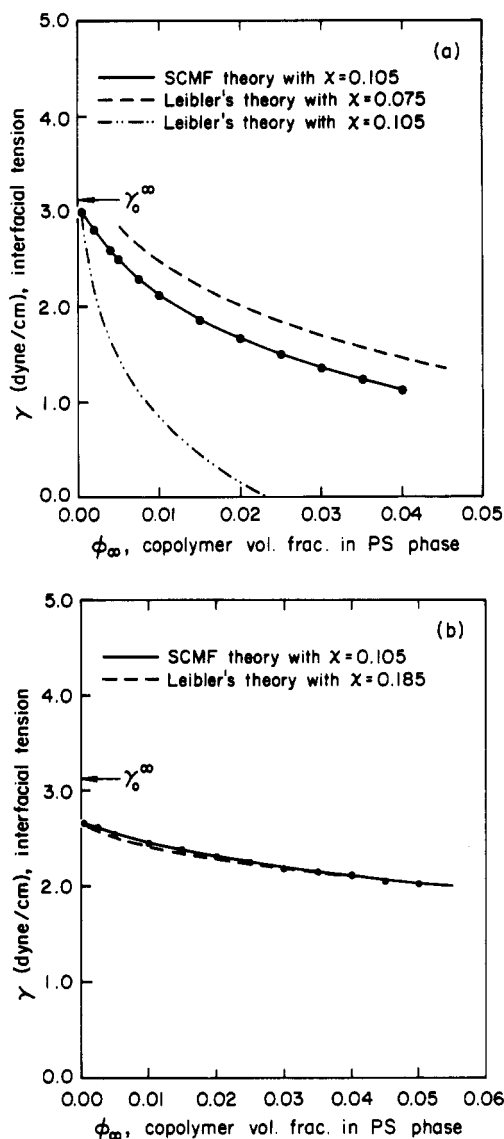 (a)
5.0
4.0
3.0
2.0
1.0
0.0
γ (dyne/cm), interfacial tension
SCMF theory with χ=0.105
Leibler's theory with χ=0.075
Leibler's theory with χ=0.105
γ₀^∞
0.00 0.01 0.02 0.03 0.04 0.05
ϕ∞, copolymer vol. frac. in PS phase
(b)
5.0
4.0
3.0
2.0
1.0
0.0
γ (dyne/cm), interfacial tension
SCMF theory with χ=0.105
Leibler's theory with χ=0.185
γ₀^∞
0.00 0.01 0.02 0.03 0.04 0.05 0.06
ϕ∞, copolymer vol. frac. in PS phase